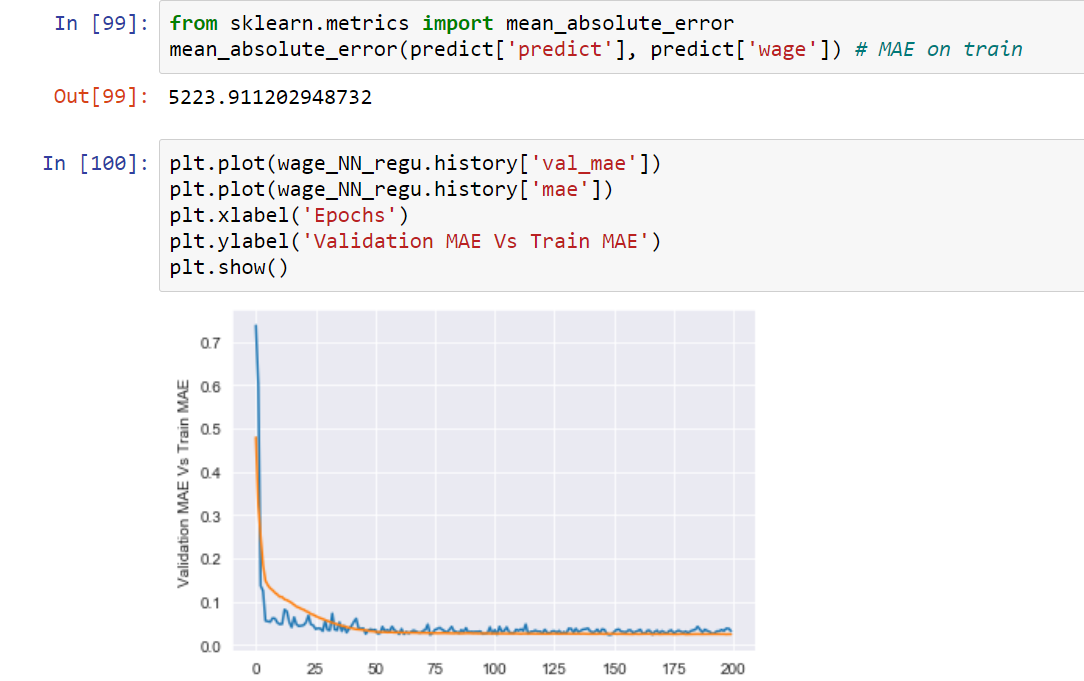 In [99]: from sklearn.metrics import mean_absolute_error
mean_absolute_error(predict['predict'], predict['wage']) # MAE on train
Out[99]: 5223.911202948732
In [100]: plt.plot(wage_NN_regu.history['val_mae'])
plt.plot(wage_NN_regu.history['mae'])
plt.xlabel('Epochs')
plt.ylabel('Validation MAE Vs Train MAE')
plt.show()
Validation MAE Vs Train MAE
0.7
0.6
0.5
0.4
0.3
0.2
0.1
0.0
0 25 50 75 100 125 150 175 200